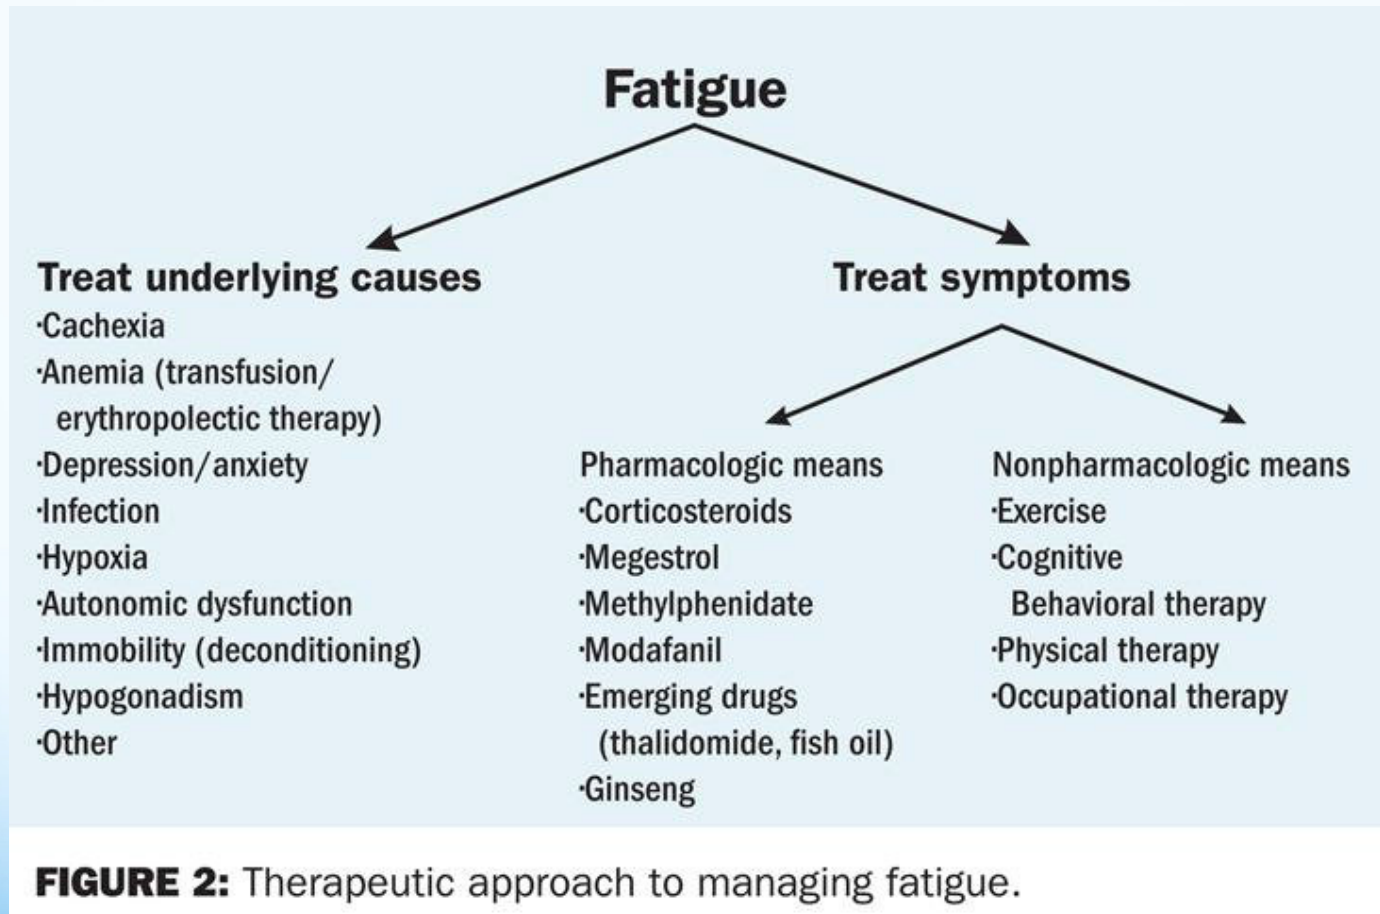 Fatigue
Treat underlying causes
·Cachexia
·Anemia (transfusion/
erythropolectic therapy)
·Depression/anxiety
·Infection
·Hypoxia
·Autonomic dysfunction
·Immobility (deconditioning)
·Hypogonadism
·Other
Treat symptoms
Pharmacologic means
·Corticosteroids
·Megestrol
·Methylphenidate
·Modafanil
·Emerging drugs
(thalidomide, fish oil)
·Ginseng
Nonpharmacologic means
·Exercise
·Cognitive
Behavioral therapy
·Physical therapy
·Occupational therapy
FIGURE 2: Therapeutic approach to managing fatigue.